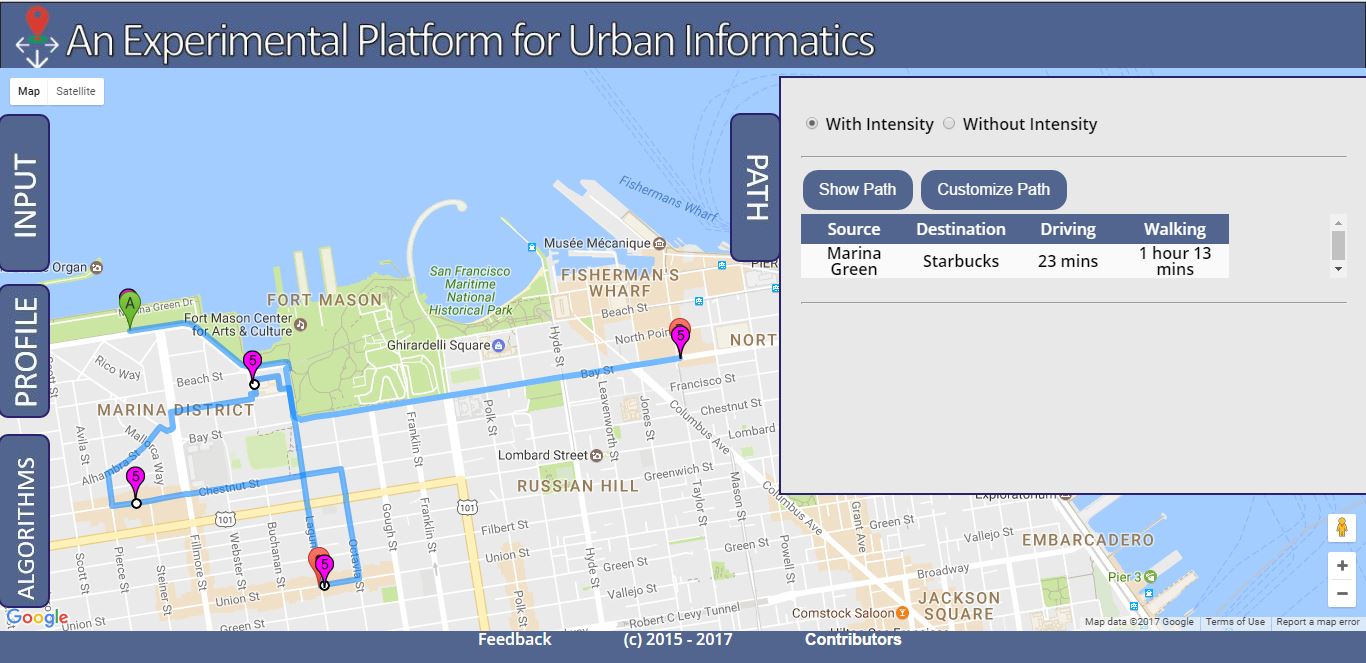 An Experimental Platform for Urban Informatics
Map
Satellite
INPUT
PROFILE
ALGORITHMS
PATH
With Intensity
Without Intensity
Show Path
Customize Path
Source Destination Driving Walking
Marina Green
Starbucks
23 mins
1 hour 13 mins
Fishermans Wharf
Musée Mécanique
Organ
San Francisco
Maritime
National
Historical Park
FISHERMAN'S
WHARF
Beach St
A
Green Dr
FORT MASON
Fort Mason Center
for Arts & Culture
Ghirardelli Square
Hyde St
North
5
NORT
Rico Way
Beach St
5
Bay St
Francisco St
MARINA DISTRICT
Polk St
Leavenworth St
Jones St
Columbus Ave
Chestnut St
Avila St
Mallorca Way
Bay St
Franklin St
Lombard
Alhambra St
5
Chestnut St
Lombard Street
RUSSIAN HILL
Greenwich St
Taylor St
Mason St
Columbus Ave
Exploratorium
101
101
Filbert St
Scott St
Pierce St
Steiner St
Fillmore St
Webster St
Buchanan St
Laguna
Octavia St
Gough St
Franklin St
Union St
Hyde St
Green St
Powell St
Grant Ave
Green St
Vallejo St
EMBARCADERO
5
Union St
Polk St
Vallejo St
Broadway
Pier 3
JACKSON
SQUARE
Comstock Saloon
Robert C Levy Tunnel
Union St
Google
Map data ©2017 Google
Terms of Use
Report a map error
Feedback
(c) 2015 - 2017
Contributors